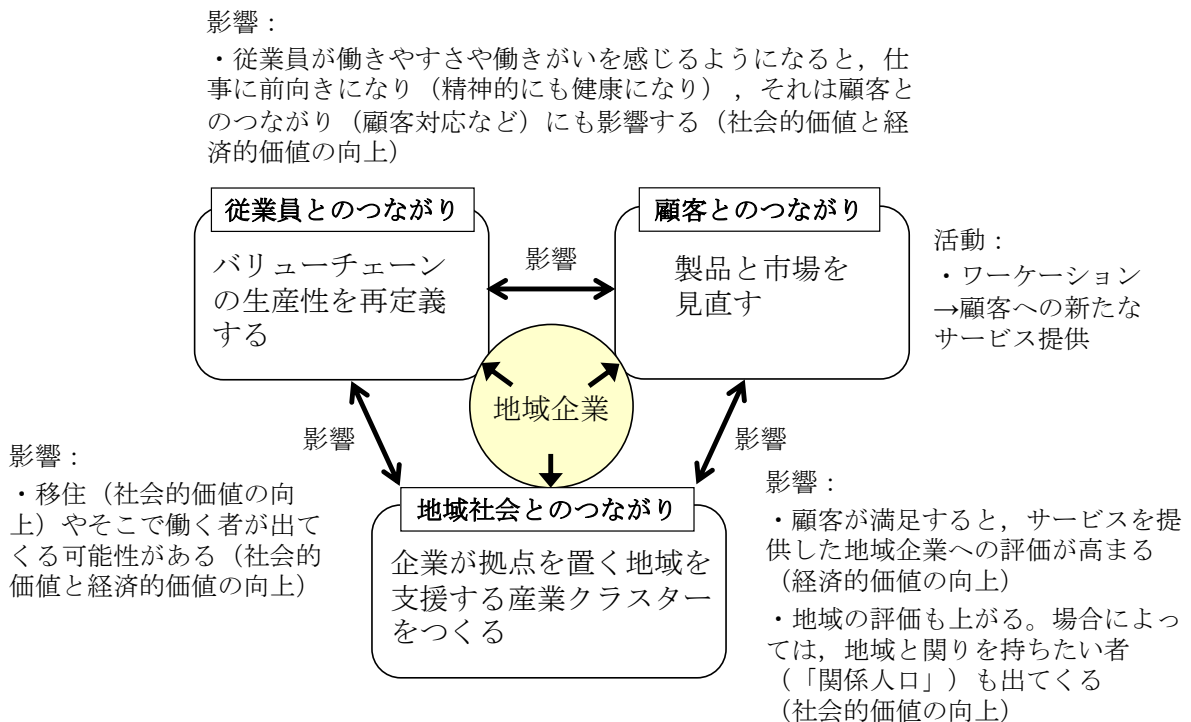 影響：
・従業員が働きやすさや働きがいを感じるようになると，仕
事に前向きになり（精神的にも健康になり），それは顧客と
のつながり（顧客対応など）にも影響する（社会的価値と経
済的価値の向上）
従業員とのつながり
バリューチェーン
の生産性を再定義
する
影響
顧客とのつながり
製品と市場を
見直す
活動：
・ワーケーション
→顧客への新たな
サービス提供
地域企業
影響
影響
影響：
・移住（社会的価値の向
上）やそこで働く者が出て
くる可能性がある（社会的
価値と経済的価値の向上）
地域社会とのつながり
企業が拠点を置く地域を
支援する産業クラスター
をつくる
影響：
・顧客が満足すると，サービスを提
供した地域企業への評価が高まる
（経済的価値の向上）
・地域の評価も上がる。場合によっ
ては，地域と関りを持ちたい者
（「関係人口」）も出てくる
（社会的価値の向上）